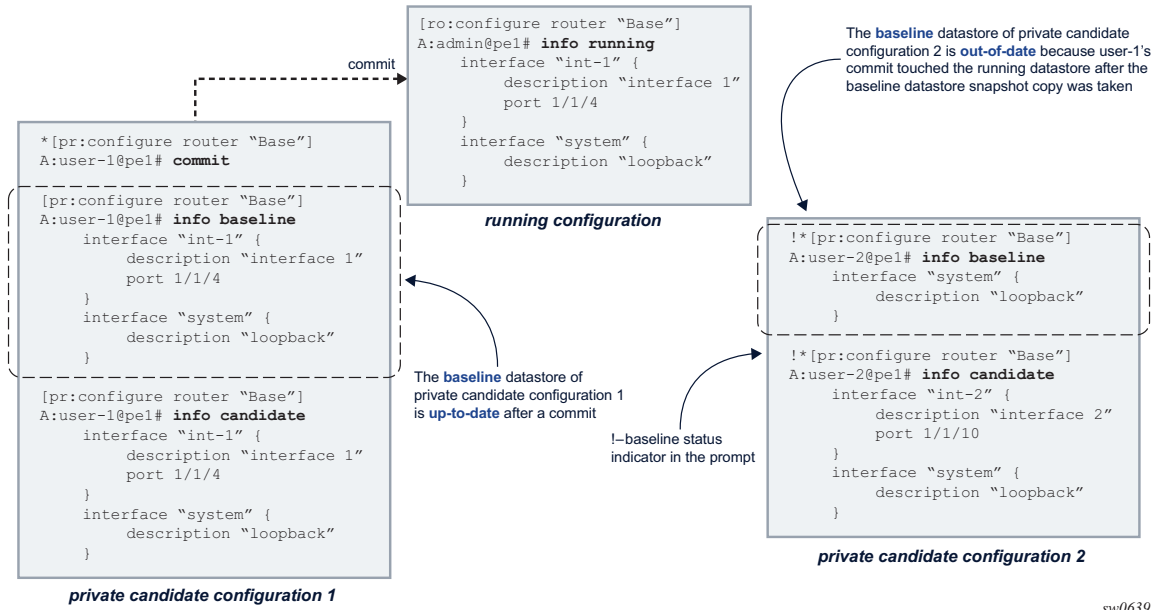 commit
[ro:configure router “Base”]
A:admin@pe1# info running
interface “int-1” {
description “interface 1”
port 1/1/4
}
interface “system” {
description “loopback”
}
running configuration
The baseline datastore of private candidate
configuration 2 is out-of-date because user-1’s
commit touched the running datastore after the
baseline datastore snapshot copy was taken
*[pr:configure router “Base”]
A:user-1@pe1# commit
[pr:configure router “Base”]
A:user-1@pe1# info baseline
interface “int-1” {
description “interface 1”
port 1/1/4
}
interface “system” {
description “loopback”
}
[pr:configure router “Base”]
A:user-1@pe1# info candidate
interface “int-1” {
description “interface 1”
port 1/1/4
}
interface “system” {
description “loopback”
}
private candidate configuration 1
The baseline datastore of
private candidate configuration 1
is up-to-date after a commit
!–baseline status
indicator in the prompt
!*[pr:configure router “Base”]
A:user-2@pe1# info baseline
interface “system” {
description “loopback”
}
!*[pr:configure router “Base”]
A:user-2@pe1# info candidate
interface “int-2” {
description “interface 2”
port 1/1/10
}
interface “system” {
description “loopback”
}
private candidate configuration 2
sw0639